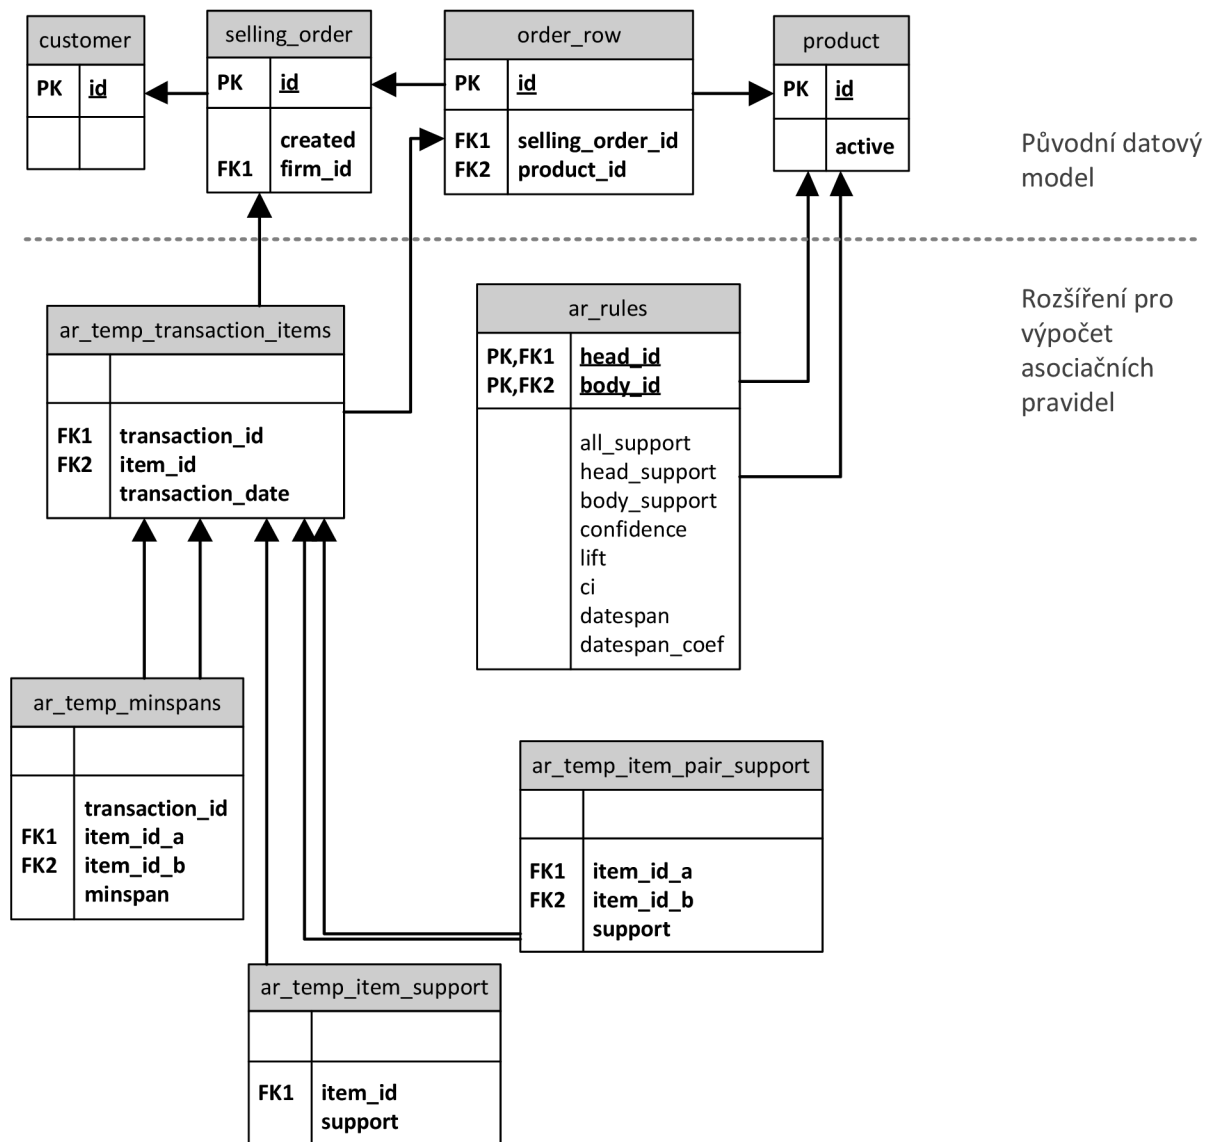 customer
PK id
selling_order
PK id
created
FK1 firm_id
order_row
PK id
FK1 selling_order_id
FK2 product_id
product
PK id
active
Původní datový
model
Rozšíření pro
výpočet
asociačních
pravidel
ar_temp_transaction_items
FK1 transaction_id
FK2 item_id
transaction_date
ar_rules
PK,FK1 head_id
PK,FK2 body_id
all_support
head_support
body_support
confidence
lift
ci
datespan
datespan_coef
ar_temp_minspans
transaction_id
FK1 item_id_a
FK2 item_id_b
minspan
ar_temp_item_pair_support
FK1 item_id_a
FK2 item_id_b
support
ar_temp_item_support
FK1 item_id
support